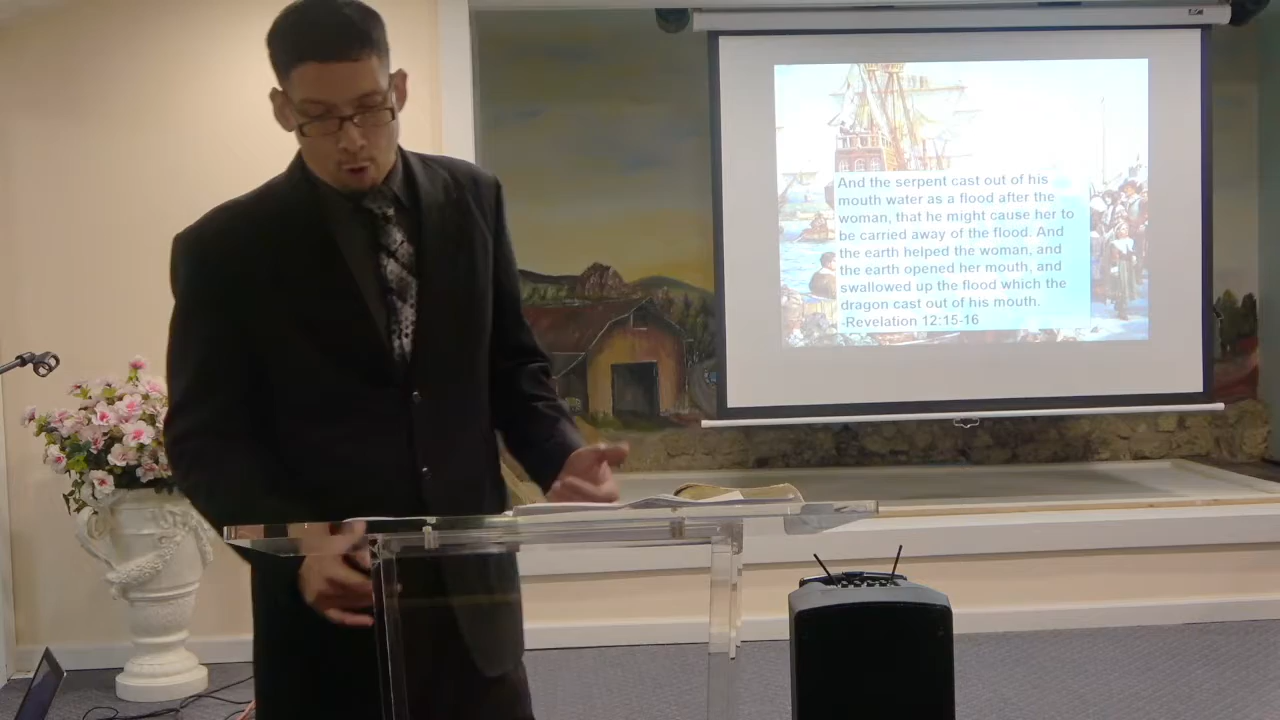 And the serpent cast out of his
mouth water as a flood after the
woman, that he might cause her to
be carried away of the flood. And
the earth helped the woman, and
the earth opened her mouth, and
swallowed up the flood which the
dragon cast out of his mouth.
-Revelation 12:15-16